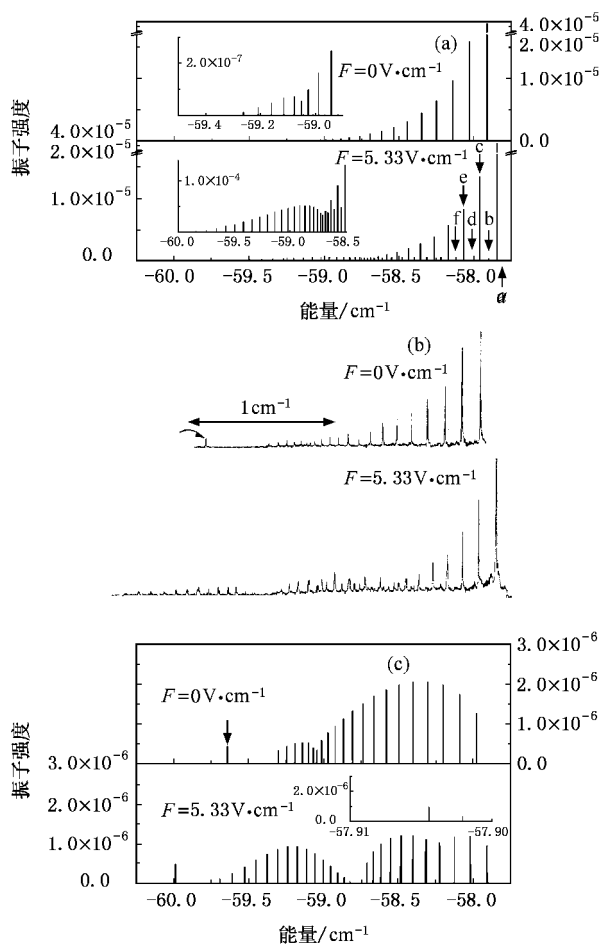 4.0×10⁻⁵
(a)
2.0×10⁻⁷
F=0V·cm⁻¹
2.0×10⁻⁵
1.0×10⁻⁵
0.0
-59.4 -59.2 -59.0
振子强度
4.0×10⁻⁵
2.0×10⁻⁵
F=5.33V·cm⁻¹
c
1.0×10⁻⁴
e
1.0×10⁻⁵
f d b
0.0
-60.0 -59.5 -59.0 -58.5
-60.0 -59.5 -59.0 -58.5 -58.0
a
能量/cm⁻¹
(b)
F=0V·cm⁻¹
1cm⁻¹
F=5.33V·cm⁻¹
3.0×10⁻⁶
(c)
F=0V·cm⁻¹
2.0×10⁻⁶
1.0×10⁻⁶
0.0
振子强度
3.0×10⁻⁶
2.0×10⁻⁶
F=5.33V·cm⁻¹
2.0×10⁻⁶
0.0
-57.91 -57.90
1.0×10⁻⁶
0.0
-60.0 -59.5 -59.0 -58.5 -58.0
能量/cm⁻¹